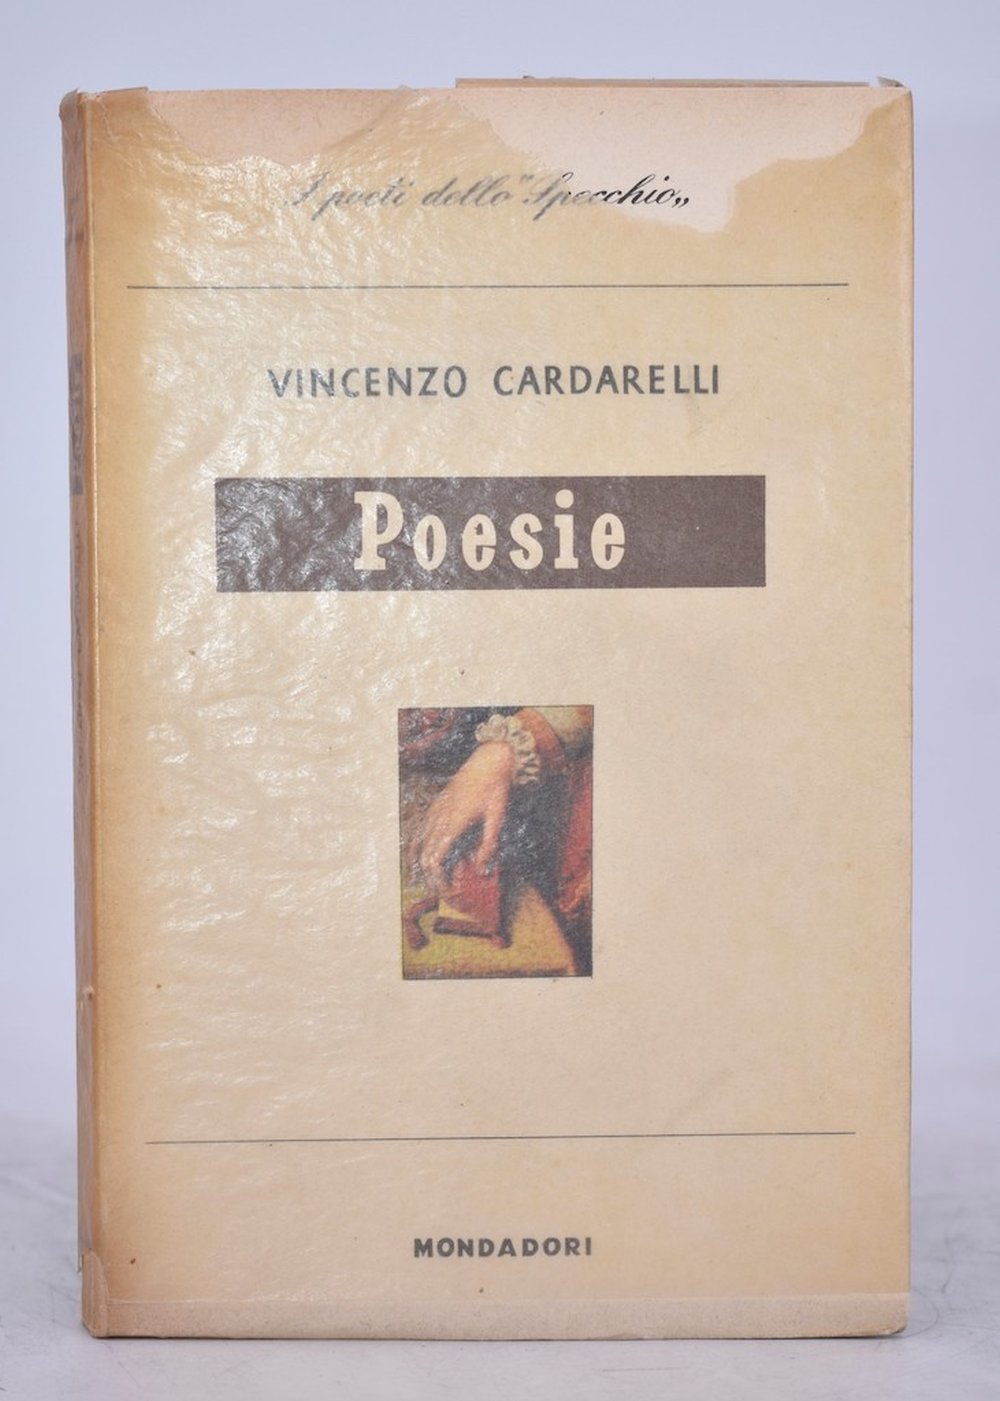 I poeti dello "Specchio„
VINCENZO CARDARELLI
Poesie
MONDADORI